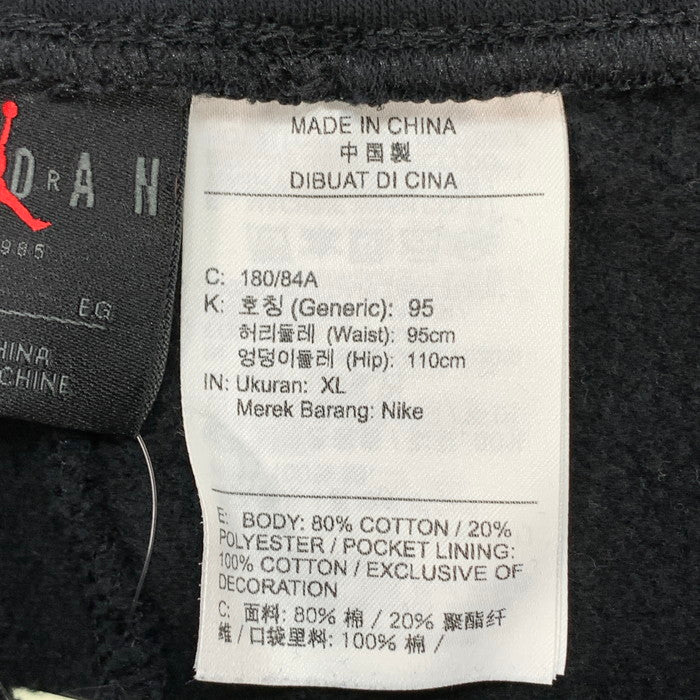 DRAN
1985
EG
HINA
CHINE
MADE IN CHINA
中国製
DIBUAT DI CINA
C: 180/84A
K: 호칭 (Generic): 95
허리둘레 (Waist): 95cm
엉덩이둘레 (Hip): 110cm
IN: Ukuran: XL
Merek Barang: Nike
E: BODY: 80% COTTON / 20%
POLYESTER / POCKET LINING:
100% COTTON / EXCLUSIVE OF
DECORATION
C: 面料: 80% 棉 / 20% 聚酯纤
维 / 口袋里料: 100% 棉 /